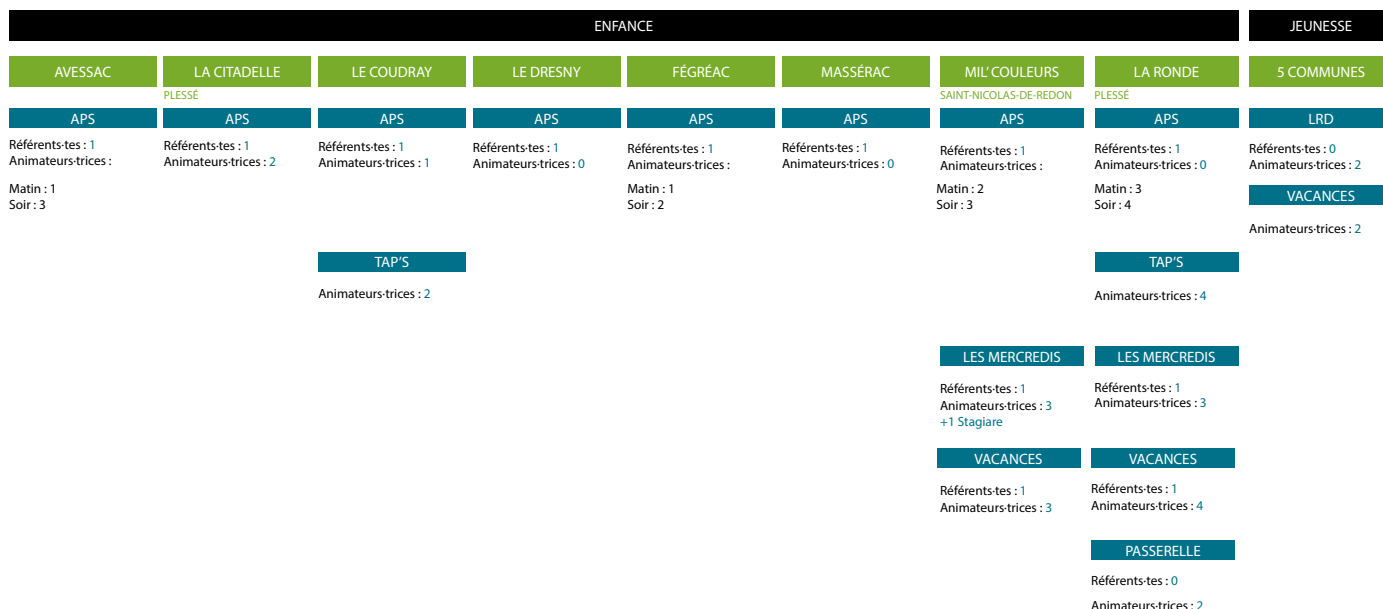 ENFANCE
JEUNESSE
AVESSAC
LA CITADELLE
LE COUDRAY
LE DRESNY
FÉGRÉAC
MASSÉRAC
MIL’ COULEURS
LA RONDE
5 COMMUNES
PLESSÉ
SAINT-NICOLAS-DE-REDON
PLESSÉ
APS
Référents·tes : 1
Animateurs·trices :
Matin : 1
Soir : 3
APS
Référents·tes : 1
Animateurs·trices : 2
APS
Référents·tes : 1
Animateurs·trices : 1
TAP’S
Animateurs·trices : 2
APS
Référents·tes : 1
Animateurs·trices : 0
APS
Référents·tes : 1
Animateurs·trices :
Matin : 1
Soir : 2
APS
Référents·tes : 1
Animateurs·trices : 0
APS
Référents·tes : 1
Animateurs·trices :
Matin : 2
Soir : 3
LES MERCREDIS
Référents·tes : 1
Animateurs·trices : 3
+1 Stagiare
VACANCES
Référents·tes : 1
Animateurs·trices : 3
APS
Référents·tes : 1
Animateurs·trices : 0
Matin : 3
Soir : 4
TAP’S
Animateurs·trices : 4
LES MERCREDIS
Référents·tes : 1
Animateurs·trices : 3
VACANCES
Référents·tes : 1
Animateurs·trices : 4
PASSERELLE
Référents·tes : 0
Animateurs·trices : 2
LRD
Référents·tes : 0
Animateurs·trices : 2
VACANCES
Animateurs·trices : 2